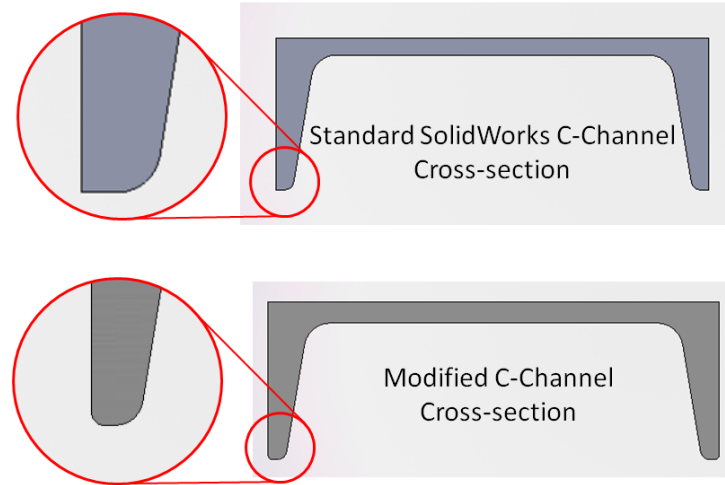 Standard SolidWorks C-Channel
Cross-section
Modified C-Channel
Cross-section